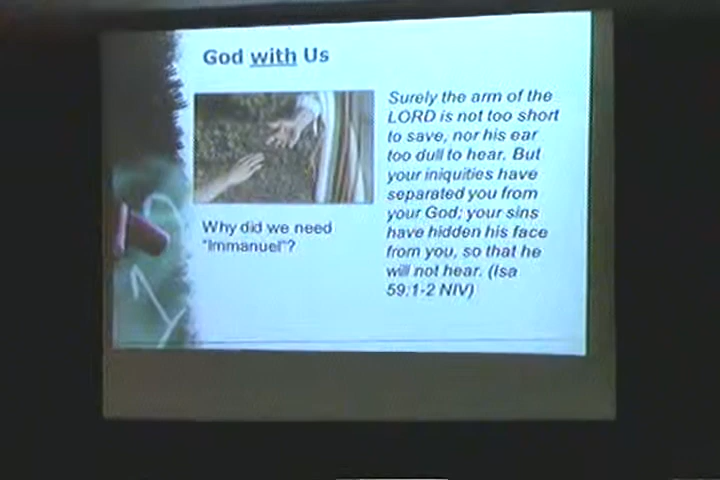 God with Us
Why did we need
"Immanuel"?
Surely the arm of the
LORD is not too short
to save, nor his ear
too dull to hear. But
your iniquities have
separated you from
your God; your sins
have hidden his face
from you, so that he
will not hear. (Isa
59:1-2 NIV)